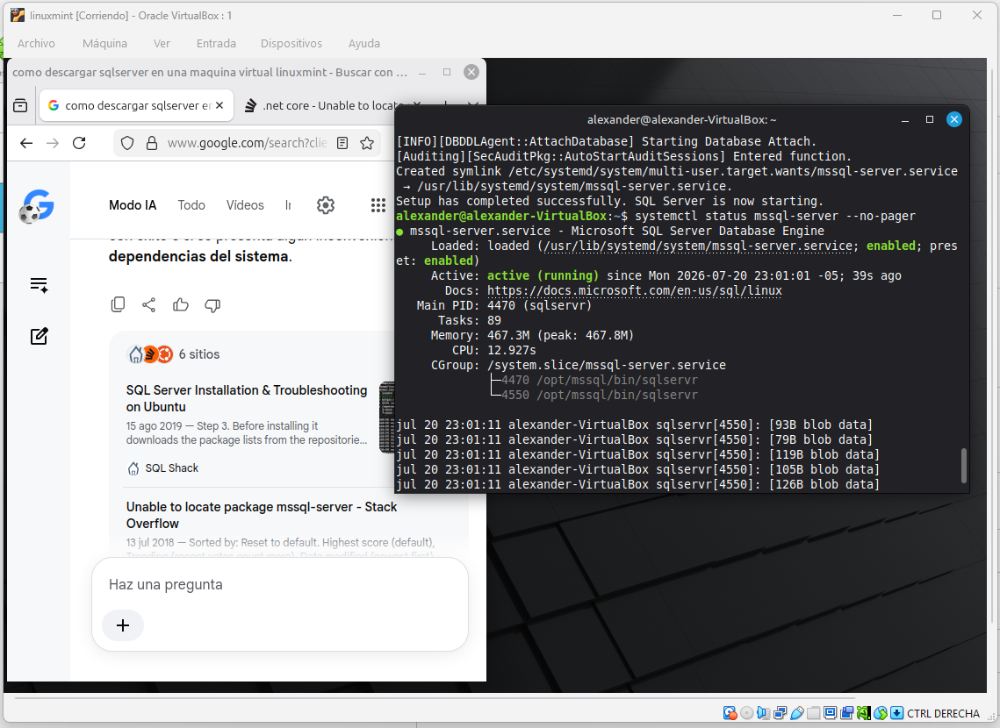 linuxmint [Corriendo] - Oracle VirtualBox : 1
Archivo Máquina Ver Entrada Dispositivos Ayuda
como descargar sqlserver en una maquina virtual linuxmint - Buscar con ...
como descargar sqlserver er
.net core - Unable to locate
www.google.com/search?clie
Modo IA Todo Vídeos
dependencias del sistema.
6 sitios
SQL Server Installation & Troubleshooting
on Ubuntu
15 ago 2019 — Step 3. Before installing it
downloads the package lists from the repositorie...
SQL Shack
Unable to locate package mssql-server - Stack
Overflow
13 jul 2018 — Sorted by: Reset to default. Highest score (default),
Trending (recent votes count more), Date modified (newest first)
Haz una pregunta
alexander@alexander-VirtualBox: ~
[INFO][DBDDLAgent::AttachDatabase] Starting Database Attach.
[Auditing][SecAuditPkg::AutoStartAuditSessions] Entered function.
Created symlink /etc/systemd/system/multi-user.target.wants/mssql-server.service
→ /usr/lib/systemd/system/mssql-server.service.
Setup has completed successfully. SQL Server is now starting.
alexander@alexander-VirtualBox:~$ systemctl status mssql-server --no-pager
● mssql-server.service - Microsoft SQL Server Database Engine
Loaded: loaded (/usr/lib/systemd/system/mssql-server.service; enabled; pres
et: enabled)
Active: active (running) since Mon 2026-07-20 23:01:01 -05; 39s ago
Docs: https://docs.microsoft.com/en-us/sql/linux
Main PID: 4470 (sqlservr)
Tasks: 89
Memory: 467.3M (peak: 467.8M)
CPU: 12.927s
CGroup: /system.slice/mssql-server.service
├─4470 /opt/mssql/bin/sqlservr
└─4550 /opt/mssql/bin/sqlservr
jul 20 23:01:11 alexander-VirtualBox sqlservr[4550]: [93B blob data]
jul 20 23:01:11 alexander-VirtualBox sqlservr[4550]: [79B blob data]
jul 20 23:01:11 alexander-VirtualBox sqlservr[4550]: [119B blob data]
jul 20 23:01:11 alexander-VirtualBox sqlservr[4550]: [105B blob data]
jul 20 23:01:11 alexander-VirtualBox sqlservr[4550]: [126B blob data]
CTRL DERECHA